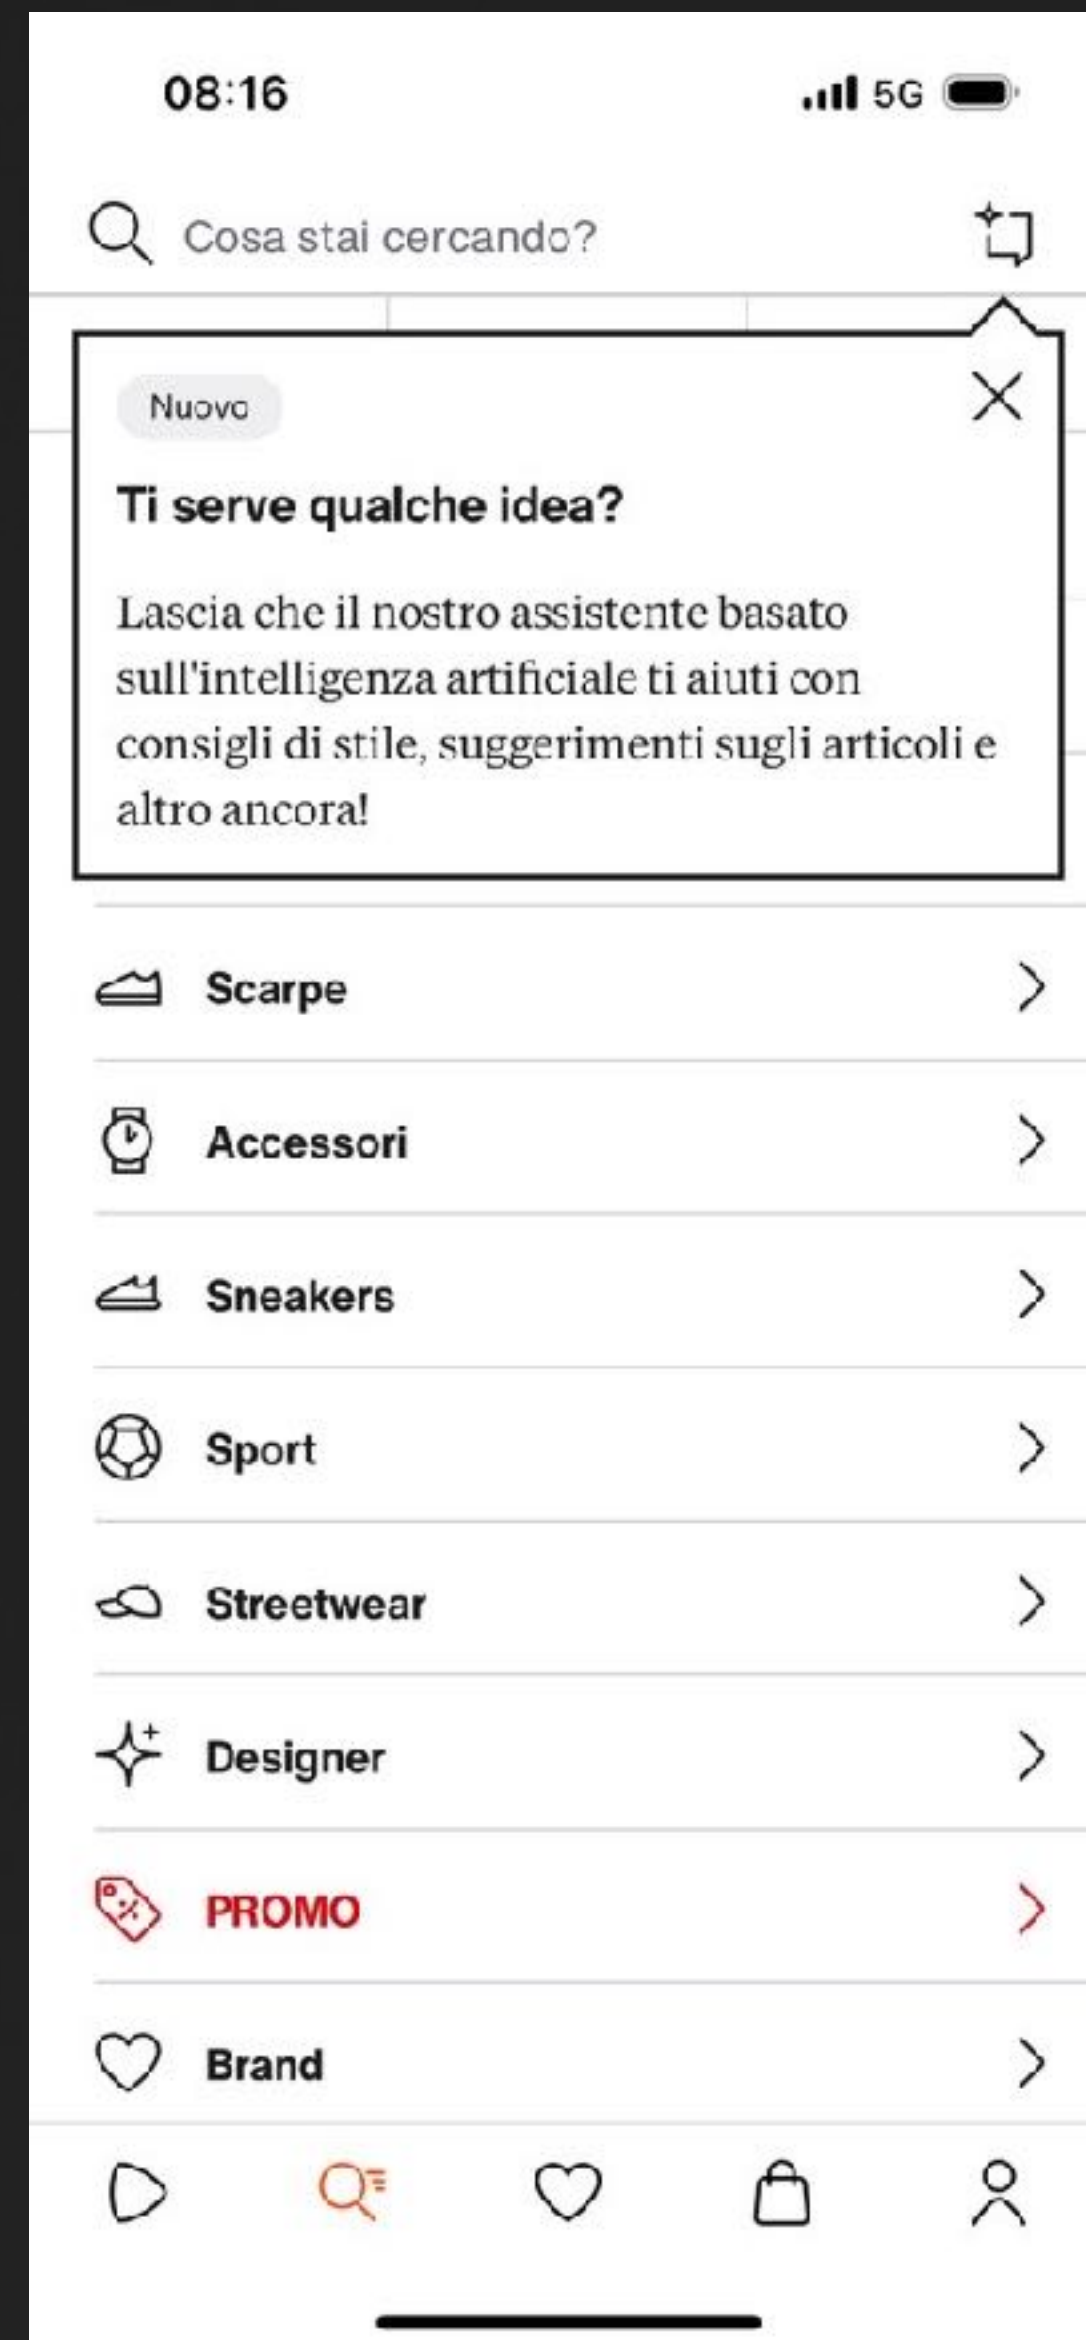 08:16
5G
Cosa stai cercando?
Nuovo
Ti serve qualche idea?
Lascia che il nostro assistente basato
sull'intelligenza artificiale ti aiuti con
consigli di stile, suggerimenti sugli articoli e
altro ancora!
Scarpe
Accessori
Sneakers
Sport
Streetwear
Designer
PROMO
Brand